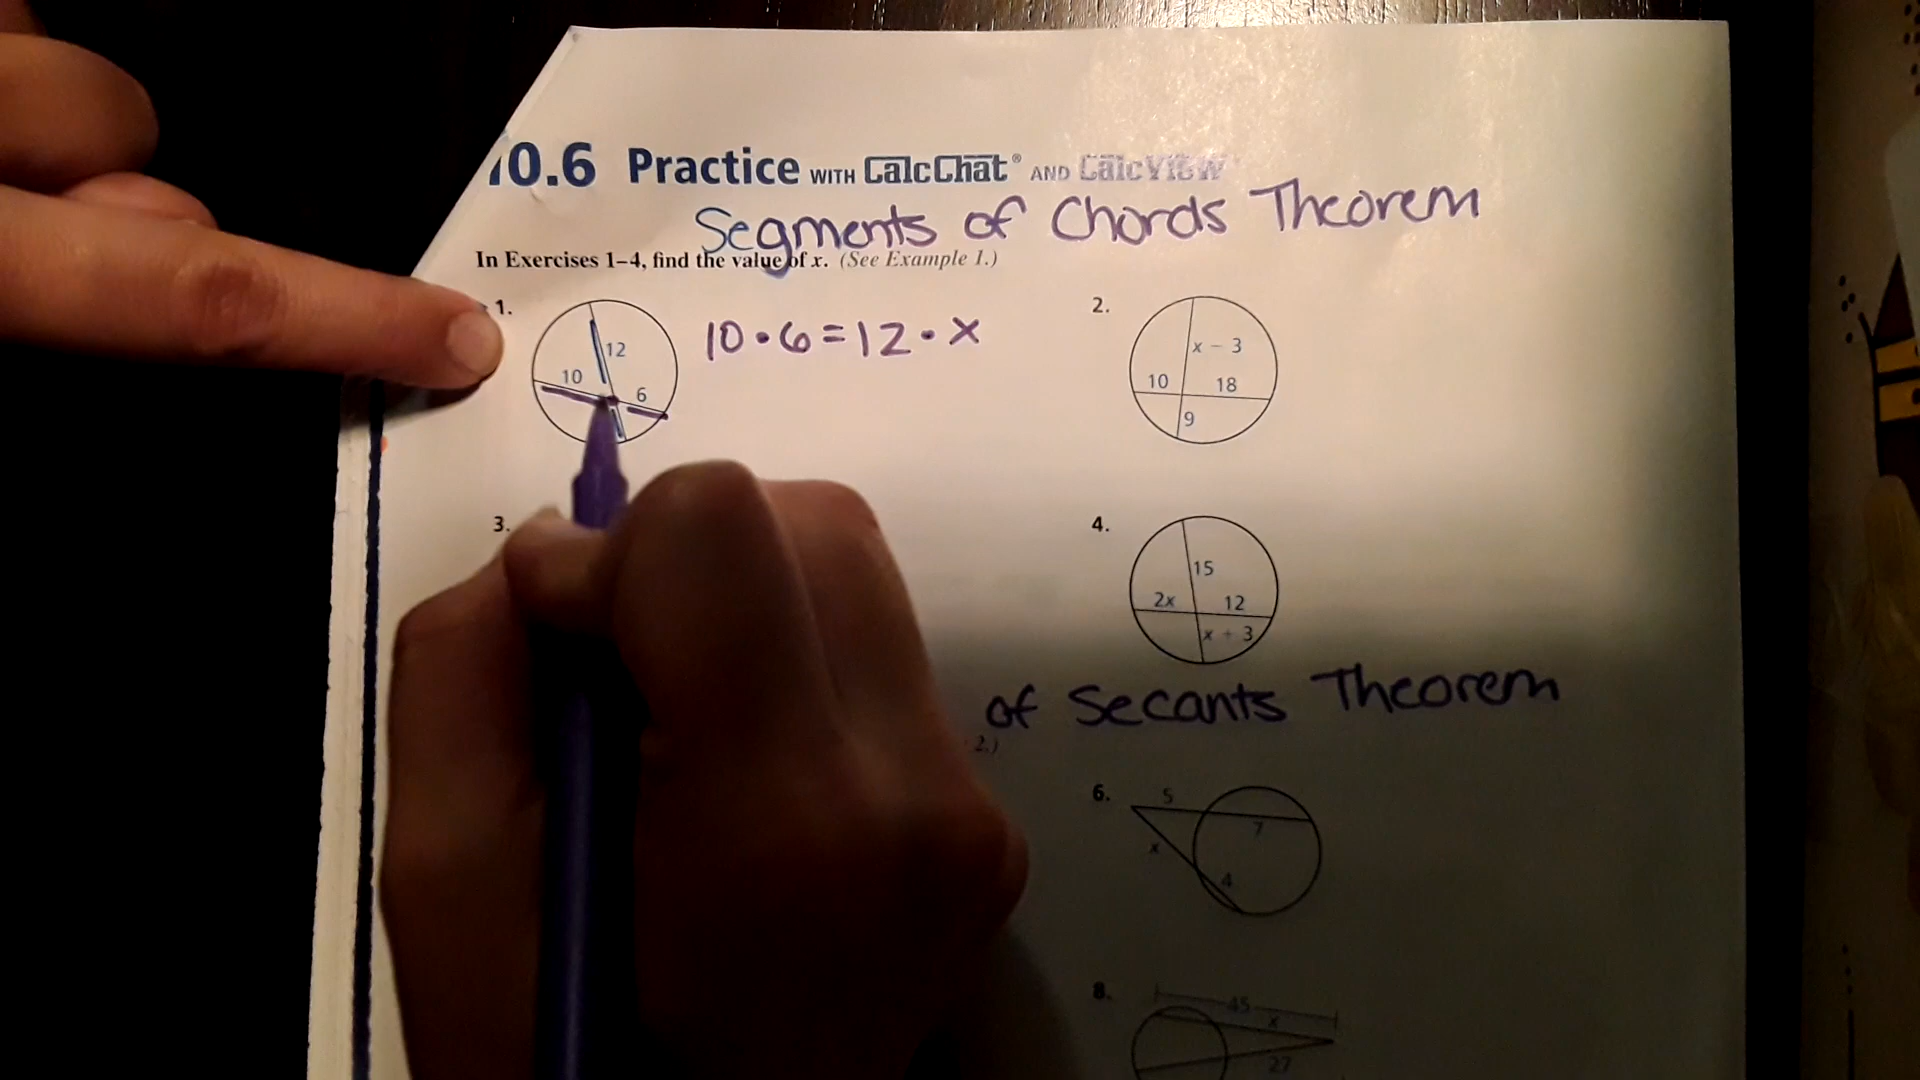 10.6 Practice WITH CalcChat® AND CalcView
Segments of Chords Theorem
In Exercises 1–4, find the value of x. (See Example 1.)
1.
12
10
6
10 • 6 = 12 • x
2.
x − 3
10
18
9
3.
4.
15
2x
12
x + 3
of Secants Theorem
2.)
6.
5
7
x
4
8.
45
x
27